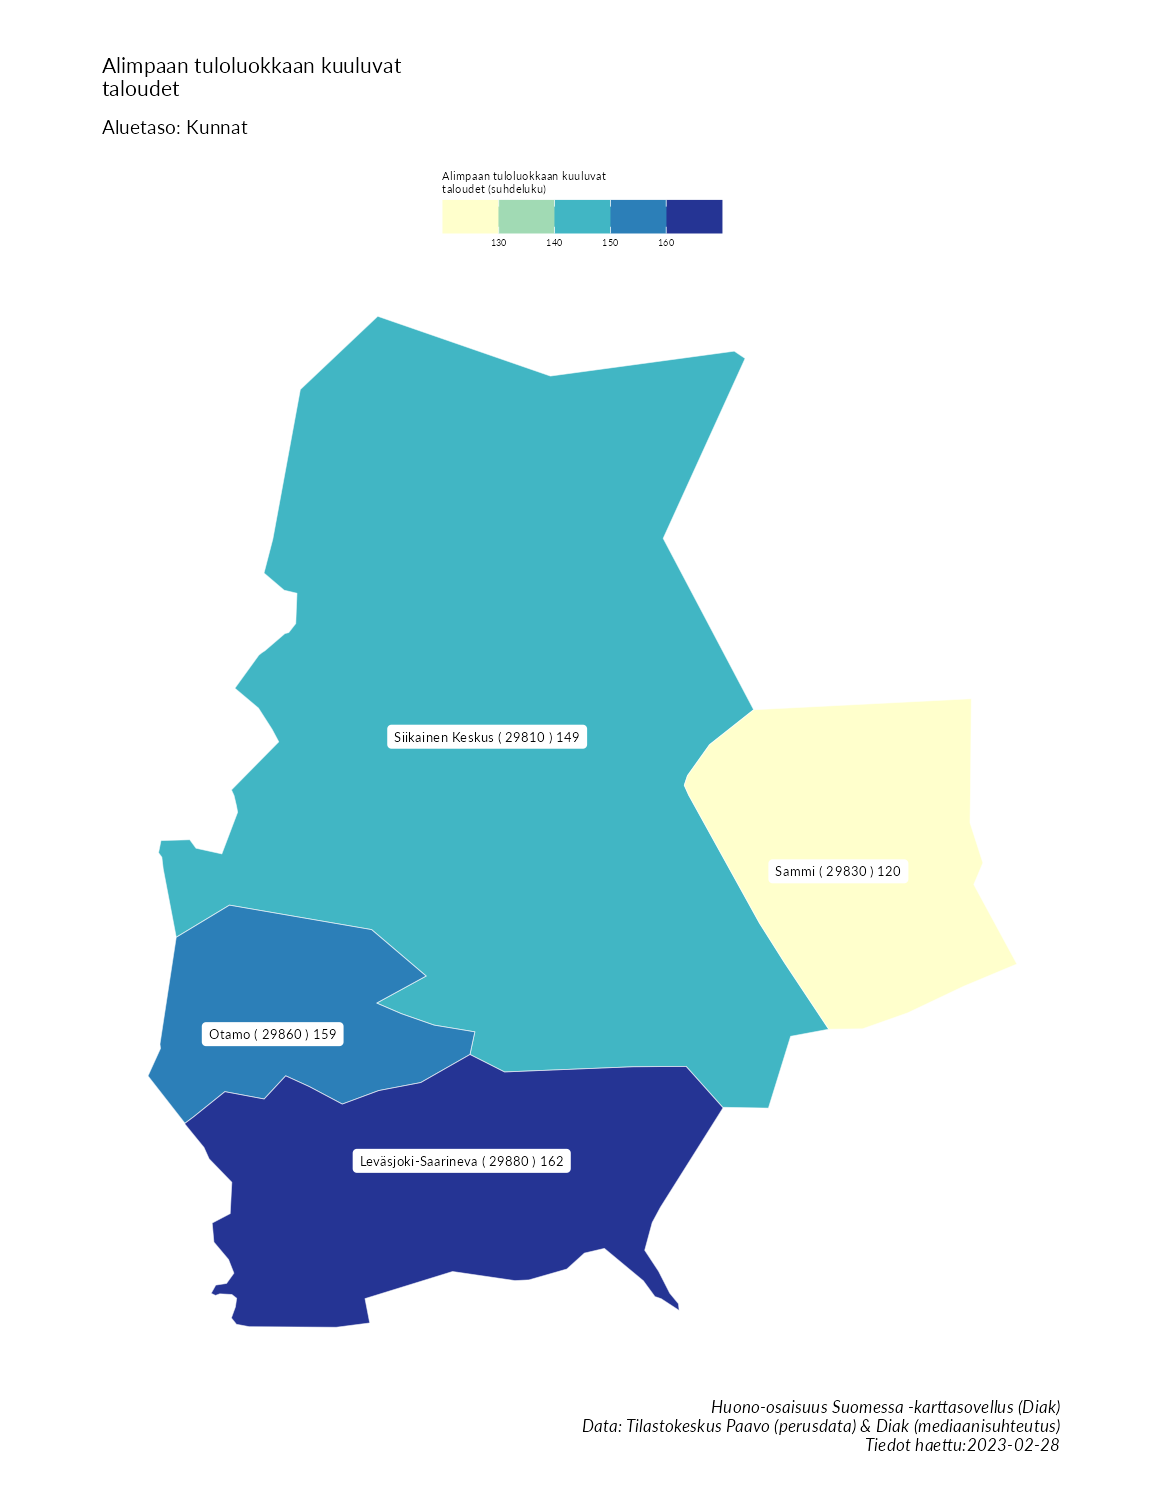 Alimpaan tuloluokkaan kuuluvat
taloudet
Aluetaso: Kunnat
Alimpaan tuloluokkaan kuuluvat
taloudet (suhdeluku)
130 140 150 160
Siikainen Keskus ( 29810 ) 149
Sammi ( 29830 ) 120
Otamo ( 29860 ) 159
Leväsjoki-Saarineva ( 29880 ) 162
Huono-osaisuus Suomessa -karttasovellus (Diak)
Data: Tilastokeskus Paavo (perusdata) & Diak (mediaanisuhteutus)
Tiedot haettu:2023-02-28